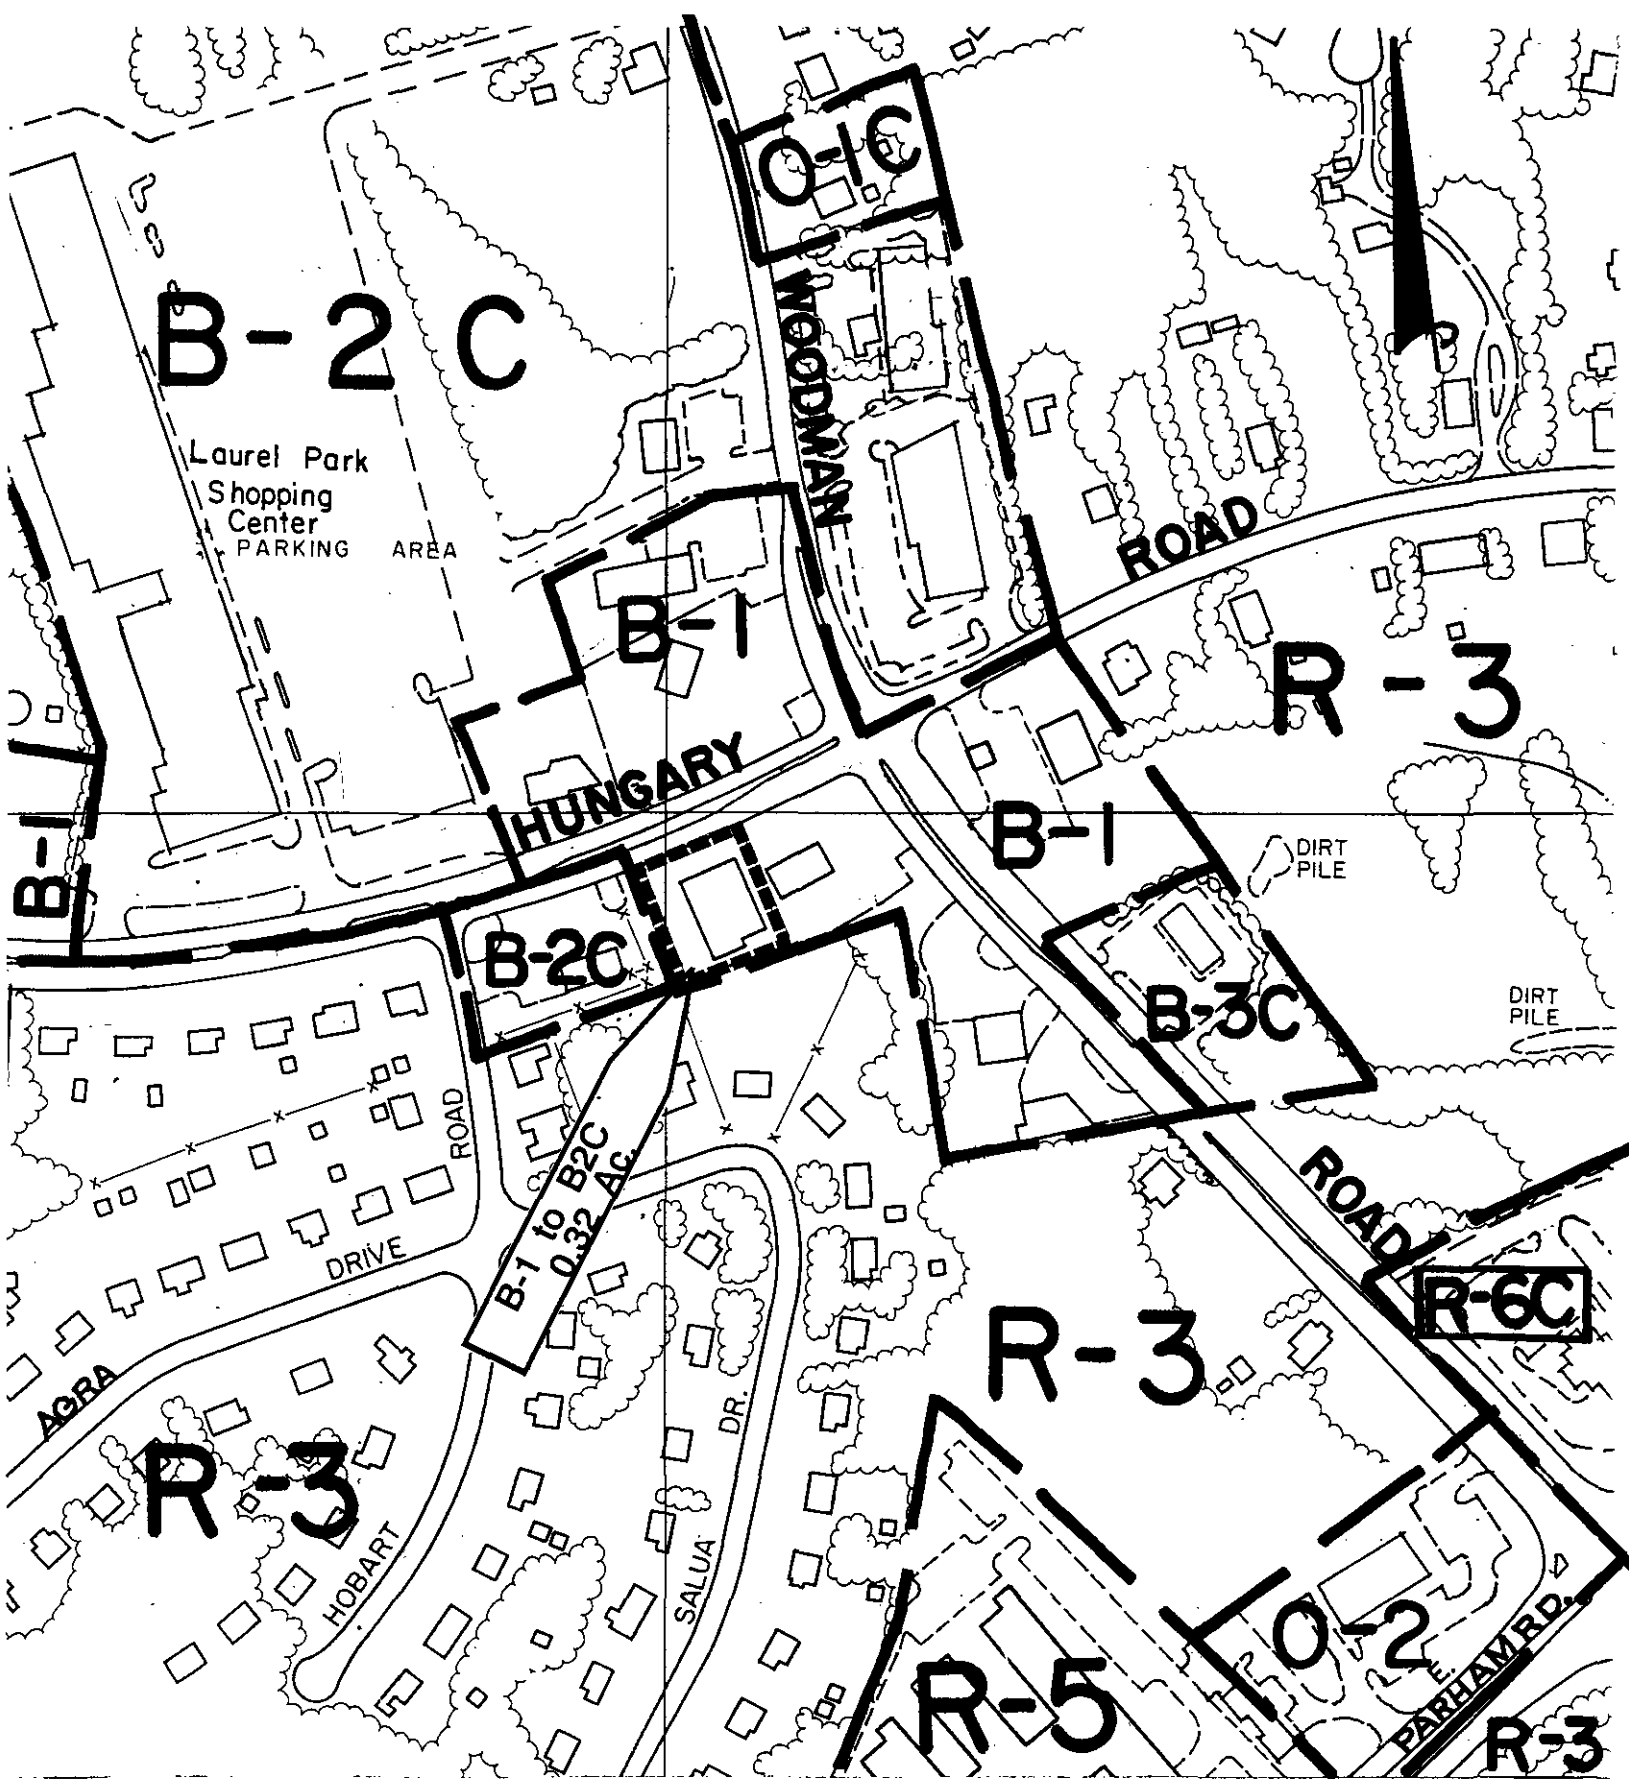 O-1C
B-2 C
WOODMAN
Laurel Park
Shopping
Center
PARKING AREA
ROAD
B-1
R-3
HUNGARY
B-1
B-1
DIRT
PILE
B-2C
B-3C
DIRT
PILE
ROAD
B-1 to B2C
0.32 Ac.
ROAD
DRIVE
R-6C
R-3
AGRA
DR.
R-3
HOBART
SALUA
O-2
E.
PARHAM RD.
R-5
R-3